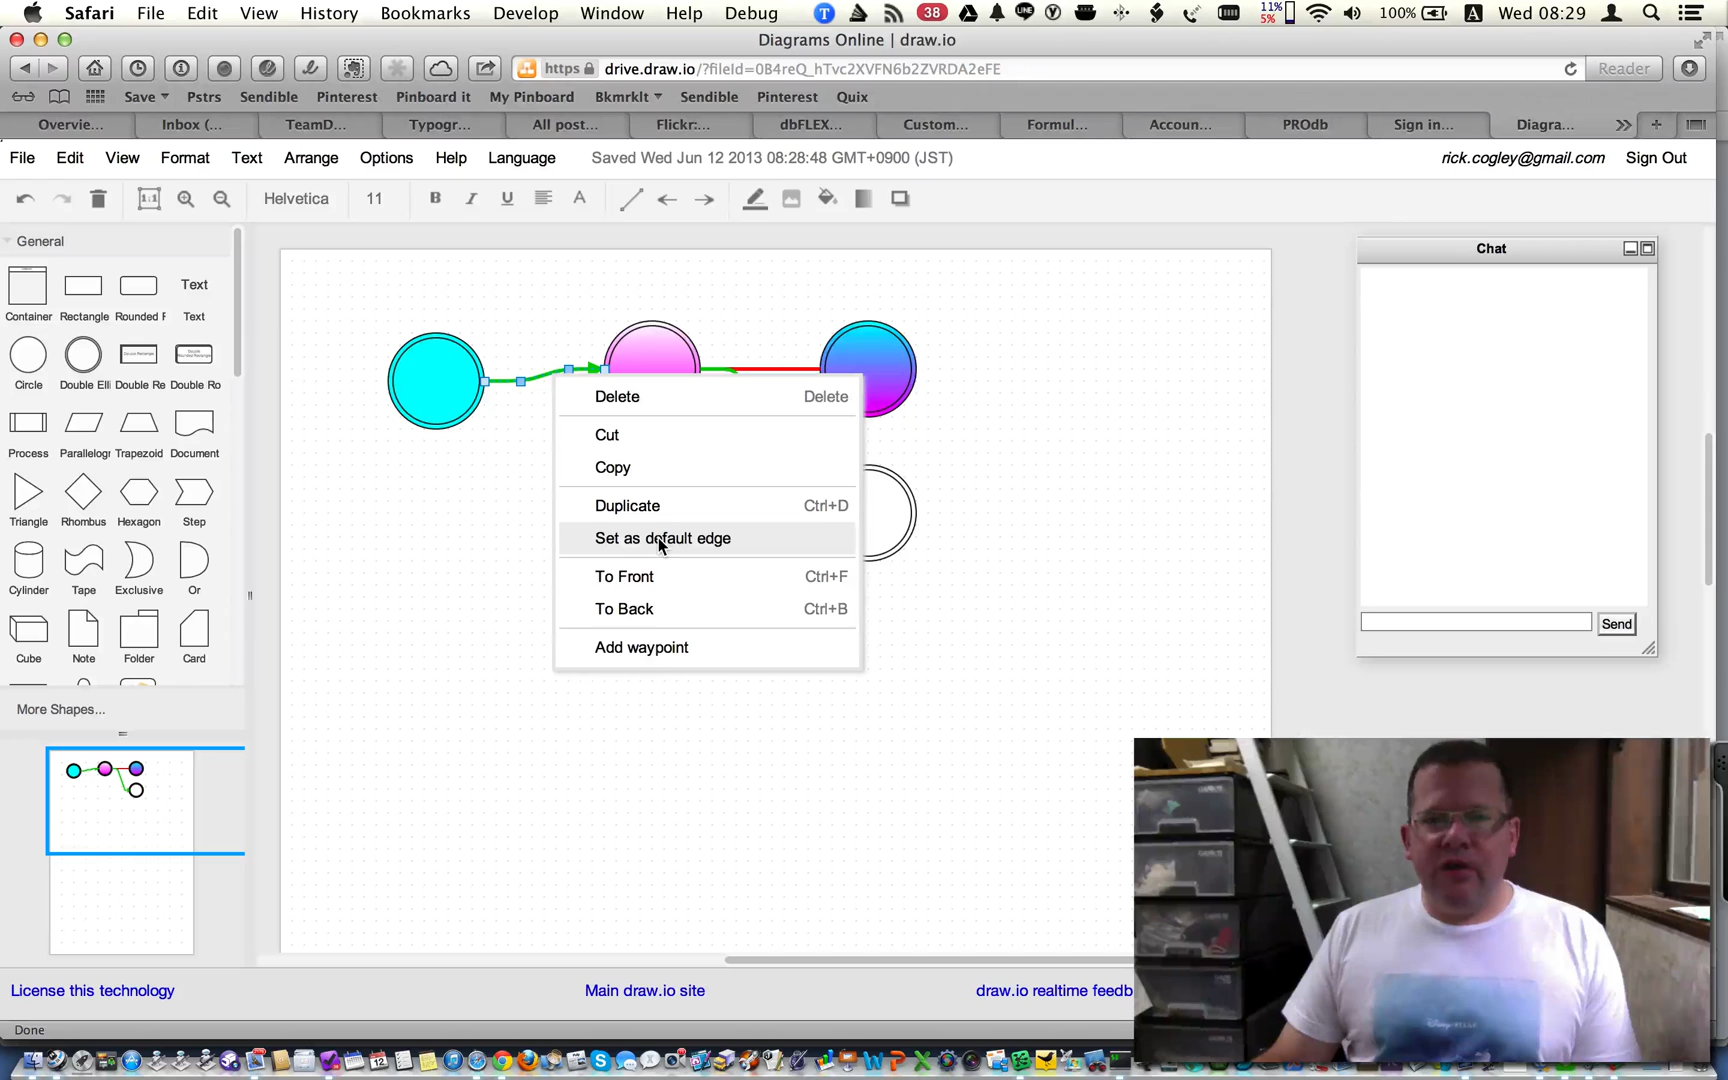 Safari File Edit View History Bookmarks Develop Window Help Debug 38 11% 5% 100% A Wed 08:29
Diagrams Online | draw.io
https drive.draw.io/?fileId=0B4reQ_hTvc2XVFN6b2ZVRDA2eFE Reader
Save Pstrs Sendible Pinterest Pinboard it My Pinboard Bkmrklt Sendible Pinterest Quix
Overvie... Inbox (... TeamD... Typogr... All post... Flickr:... dbFLEX... Custom... Formul... Accoun... PROdb Sign in... Diagra...
File Edit View Format Text Arrange Options Help Language Saved Wed Jun 12 2013 08:28:48 GMT+0900 (JST) rick.cogley@gmail.com Sign Out
1:1 Helvetica 11 B I U A
General
Text
Container Rectangle Rounded F Text
Circle Double Elli Double Re Double Ro
Process Parallelogr Trapezoid Document
Triangle Rhombus Hexagon Step
Cylinder Tape Exclusive Or
Cube Note Folder Card
More Shapes...
Delete Delete
Cut
Copy
Duplicate Ctrl+D
Set as default edge
To Front Ctrl+F
To Back Ctrl+B
Add waypoint
Chat
Send
License this technology Main draw.io site draw.io realtime feedb
Done